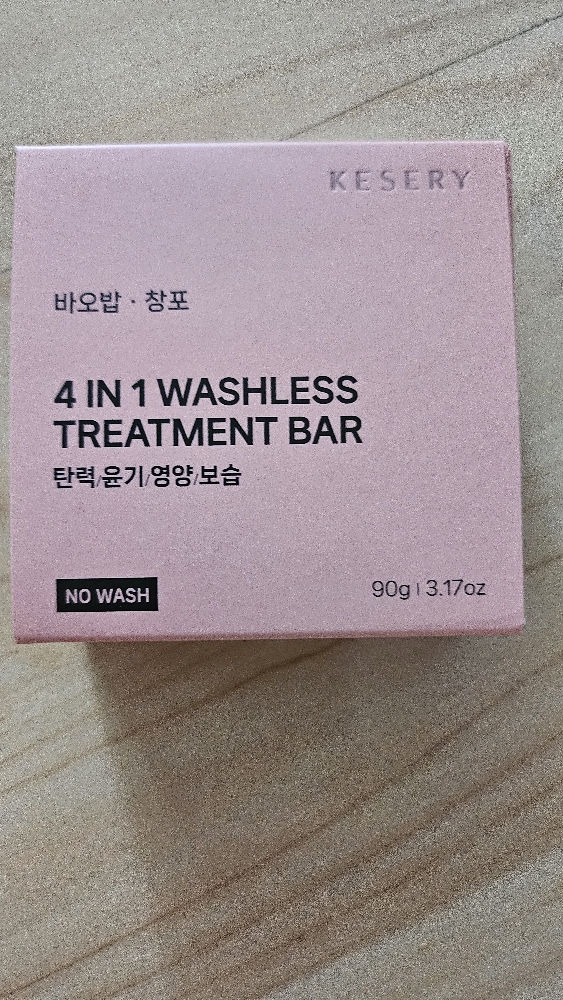 KESERY
바오밥 · 창포
4 IN 1 WASHLESS
TREATMENT BAR
탄력/윤기/영양/보습
NO WASH
90g | 3.17oz